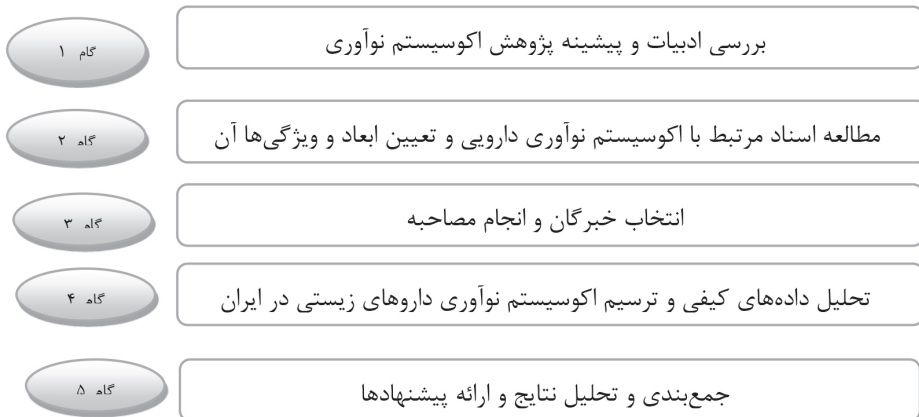 گام ۱
بررسی ادبیات و پیشینه پژوهش اکوسیستم نوآوری
گام ۲
مطالعه اسناد مرتبط با اکوسیستم نوآوری دارویی و تعیین ابعاد و ویژگی‌ها آن
گام ۳
انتخاب خبرگان و انجام مصاحبه
گام ۴
تحلیل داده‌های کیفی و ترسیم اکوسیستم نوآوری داروهای زیستی در ایران
گام ۵
جمع‌بندی و تحلیل نتایج و ارائه پیشنهادها